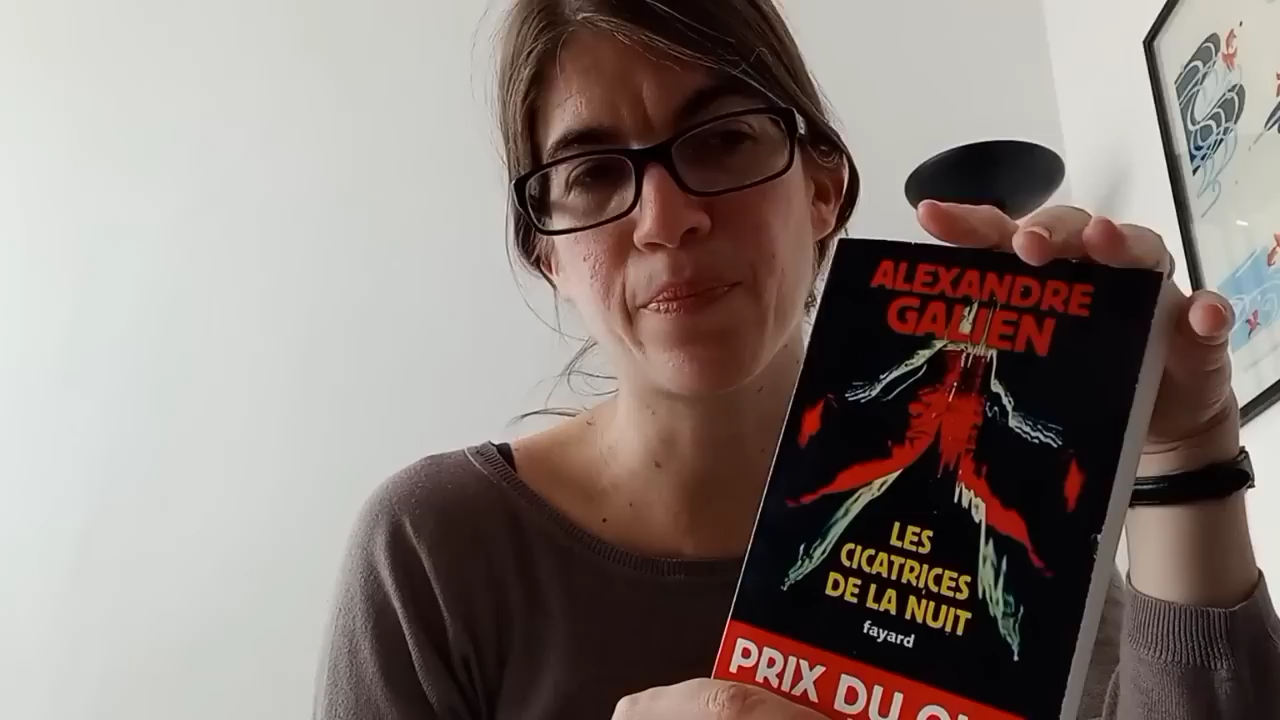 ALEXANDRE
GALIEN
LES
CICATRICES
DE LA NUIT
fayard
PRIX DU